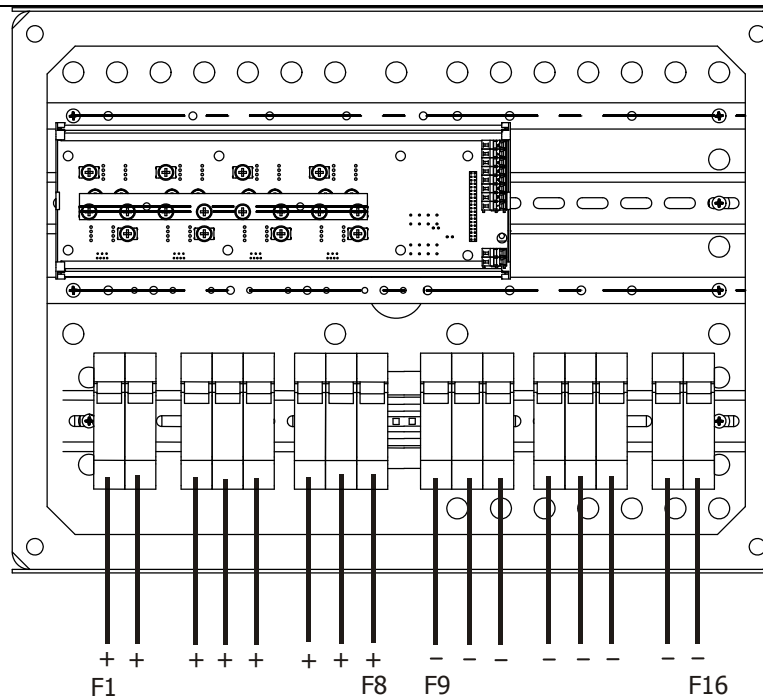 + + + + + + + + − − − − − − − −
F1 F8 F9 F16